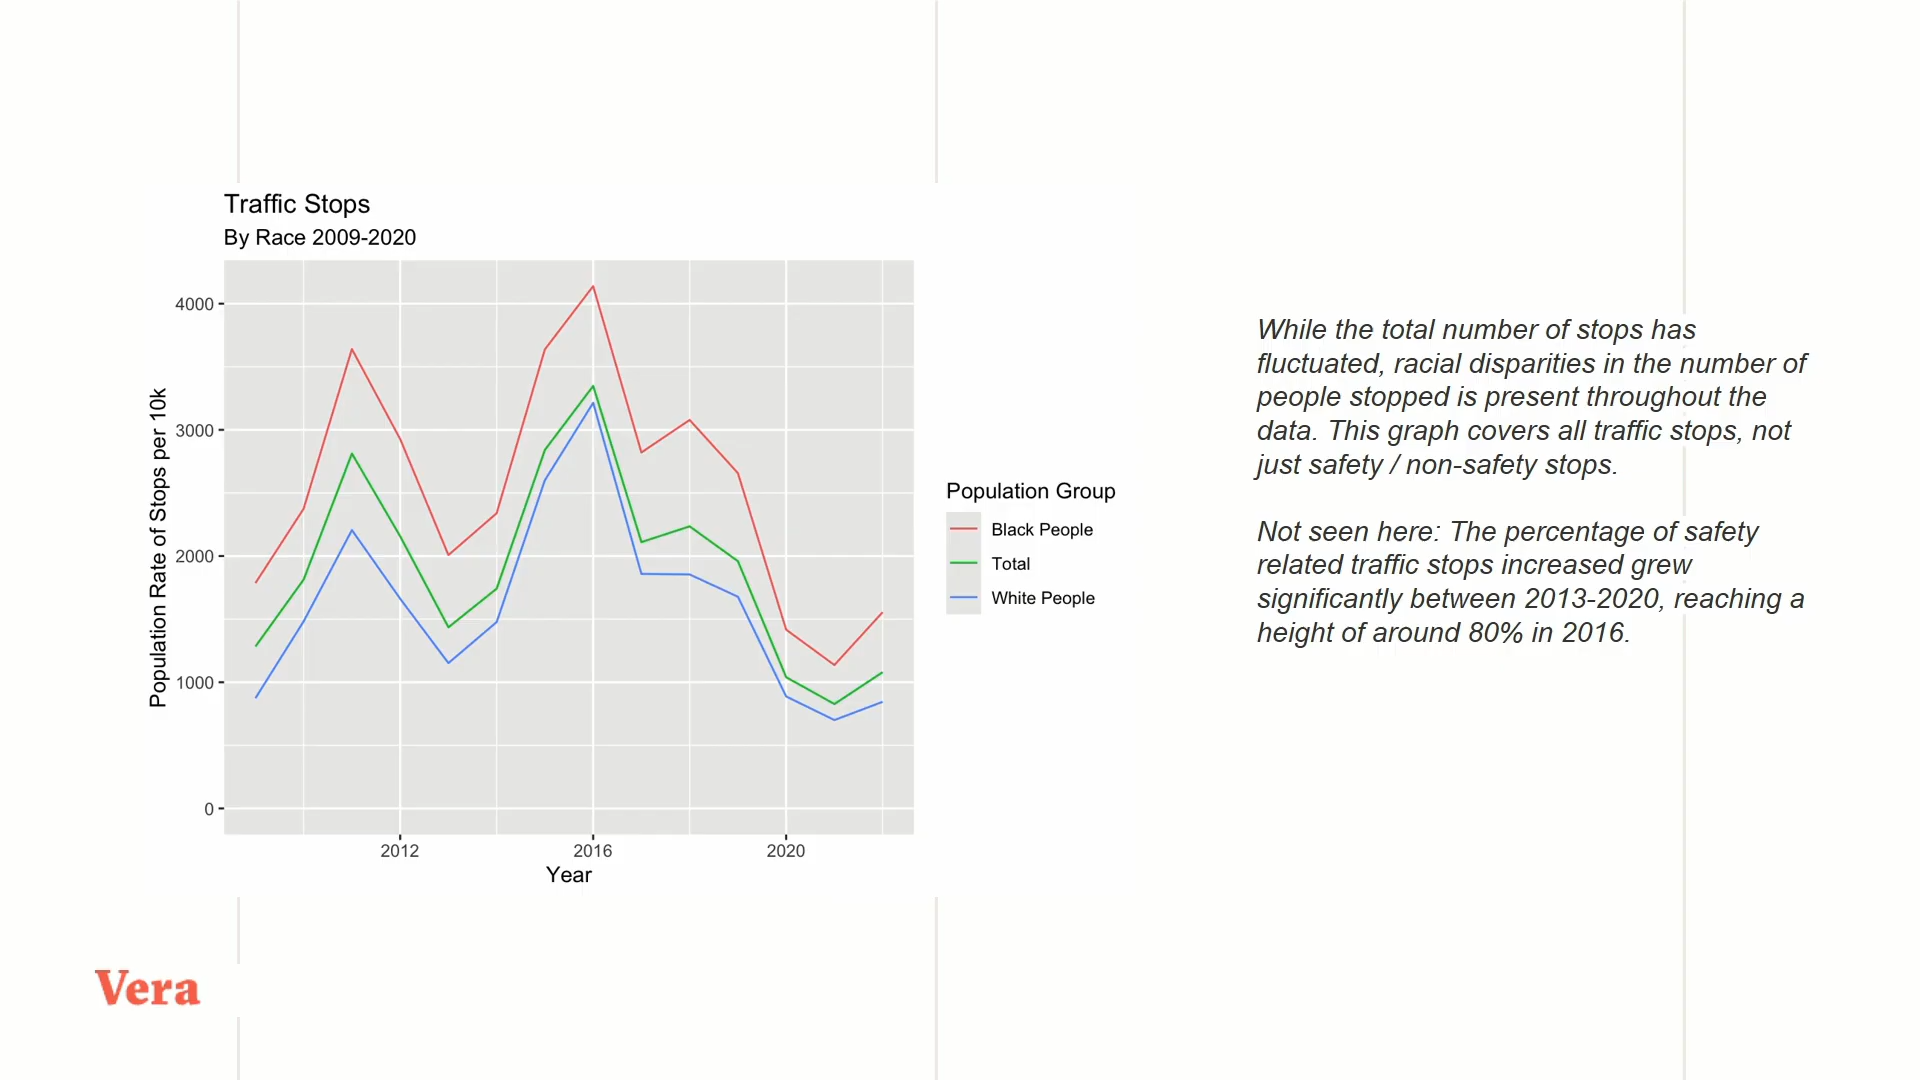 Traffic Stops
By Race 2009-2020
4000
3000
2000
1000
0
Population Rate of Stops per 10k
2012
2016
2020
Year
Population Group
Black People
Total
White People
While the total number of stops has
fluctuated, racial disparities in the number of
people stopped is present throughout the
data. This graph covers all traffic stops, not
just safety / non-safety stops.
Not seen here: The percentage of safety
related traffic stops increased grew
significantly between 2013-2020, reaching a
height of around 80% in 2016.
Vera